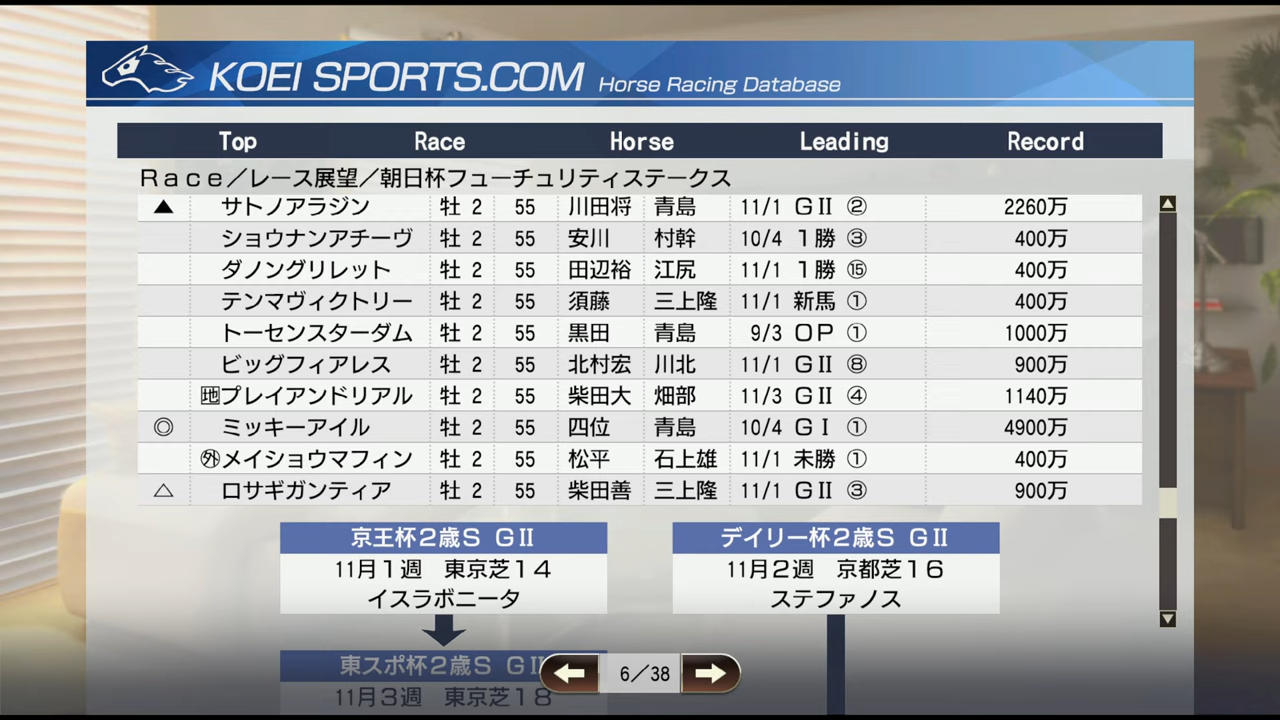 KOEI SPORTS.COM Horse Racing Database
Top Race Horse Leading Record
Race／レース展望／朝日杯フューチュリティステークス
▲ サトノアラジン 牡 2 55 川田将 青島 11/1 GⅡ ② 2260万
ショウナンアチーヴ 牡 2 55 安川 村幹 10/4 1勝 ③ 400万
ダノングリレット 牡 2 55 田辺裕 江尻 11/1 1勝 ⑮ 400万
テンマヴィクトリー 牡 2 55 須藤 三上隆 11/1 新馬 ① 400万
トーセンスターダム 牡 2 55 黒田 青島 9/3 OP ① 1000万
ビッグフィアレス 牡 2 55 北村宏 川北 11/1 GⅡ ⑧ 900万
地プレイアンドリアル 牡 2 55 柴田大 畑部 11/3 GⅡ ④ 1140万
◎ ミッキーアイル 牡 2 55 四位 青島 10/4 GⅠ ① 4900万
外メイショウマフィン 牡 2 55 松平 石上雄 11/1 未勝 ① 400万
△ ロサギガンティア 牡 2 55 柴田善 三上隆 11/1 GⅡ ③ 900万
京王杯2歳S GⅡ デイリー杯2歳S GⅡ
11月1週 東京芝14 11月2週 京都芝16
イスラボニータ ステファノス
東スポ杯2歳S GⅡ
11月3週 東京芝18
6／38